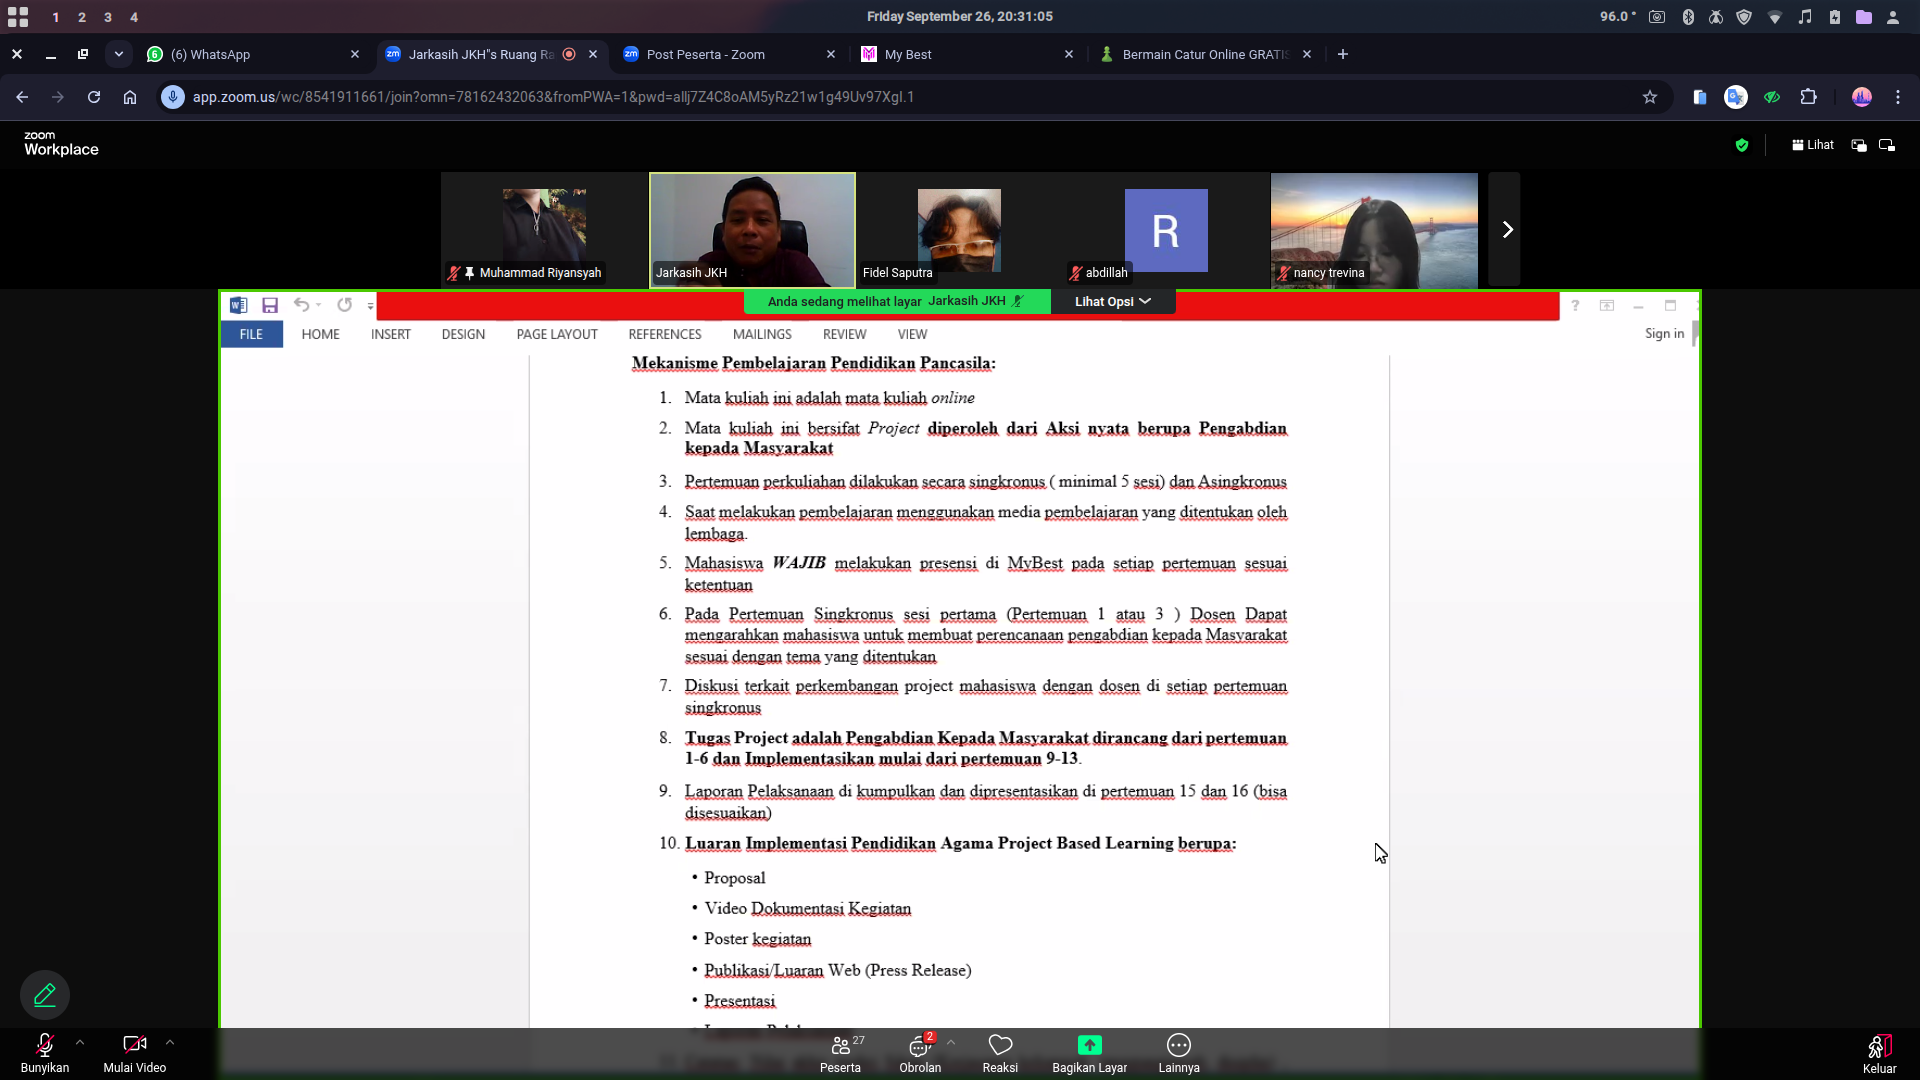 1 2 3 4
Friday September 26, 20:31:05
96.0 °
(6) WhatsApp
Jarkasih JKH"s Ruang Ra
Post Peserta - Zoom
My Best
Bermain Catur Online GRATIS
app.zoom.us/wc/8541911661/join?omn=78162432063&fromPWA=1&pwd=allj7Z4C8oAM5yRz21w1g49Uv97XgI.1
zoom
Workplace
Lihat
R
Muhammad Riyansyah
Jarkasih JKH
Fidel Saputra
abdillah
nancy trevina
Anda sedang melihat layar Jarkasih JKH
Lihat Opsi
FILE HOME INSERT DESIGN PAGE LAYOUT REFERENCES MAILINGS REVIEW VIEW
Sign in
Mekanisme Pembelajaran Pendidikan Pancasila:
1. Mata kuliah ini adalah mata kuliah online
2. Mata kuliah ini bersifat Project diperoleh dari Aksi nyata berupa Pengabdian
kepada Masyarakat
3. Pertemuan perkuliahan dilakukan secara singkronus ( minimal 5 sesi) dan Asingkronus
4. Saat melakukan pembelajaran menggunakan media pembelajaran yang ditentukan oleh
lembaga.
5. Mahasiswa WAJIB melakukan presensi di MyBest pada setiap pertemuan sesuai
ketentuan
6. Pada Pertemuan Singkronus sesi pertama (Pertemuan 1 atau 3 ) Dosen Dapat
mengarahkan mahasiswa untuk membuat perencanaan pengabdian kepada Masyarakat
sesuai dengan tema yang ditentukan
7. Diskusi terkait perkembangan project mahasiswa dengan dosen di setiap pertemuan
singkronus
8. Tugas Project adalah Pengabdian Kepada Masyarakat dirancang dari pertemuan
1-6 dan Implementasikan mulai dari pertemuan 9-13.
9. Laporan Pelaksanaan di kumpulkan dan dipresentasikan di pertemuan 15 dan 16 (bisa
disesuaikan)
10. Luaran Implementasi Pendidikan Agama Project Based Learning berupa:
• Proposal
• Video Dokumentasi Kegiatan
• Poster kegiatan
• Publikasi/Luaran Web (Press Release)
• Presentasi
27
2
Bunyikan
Mulai Video
Peserta
Obrolan
Reaksi
Bagikan Layar
Lainnya
Keluar